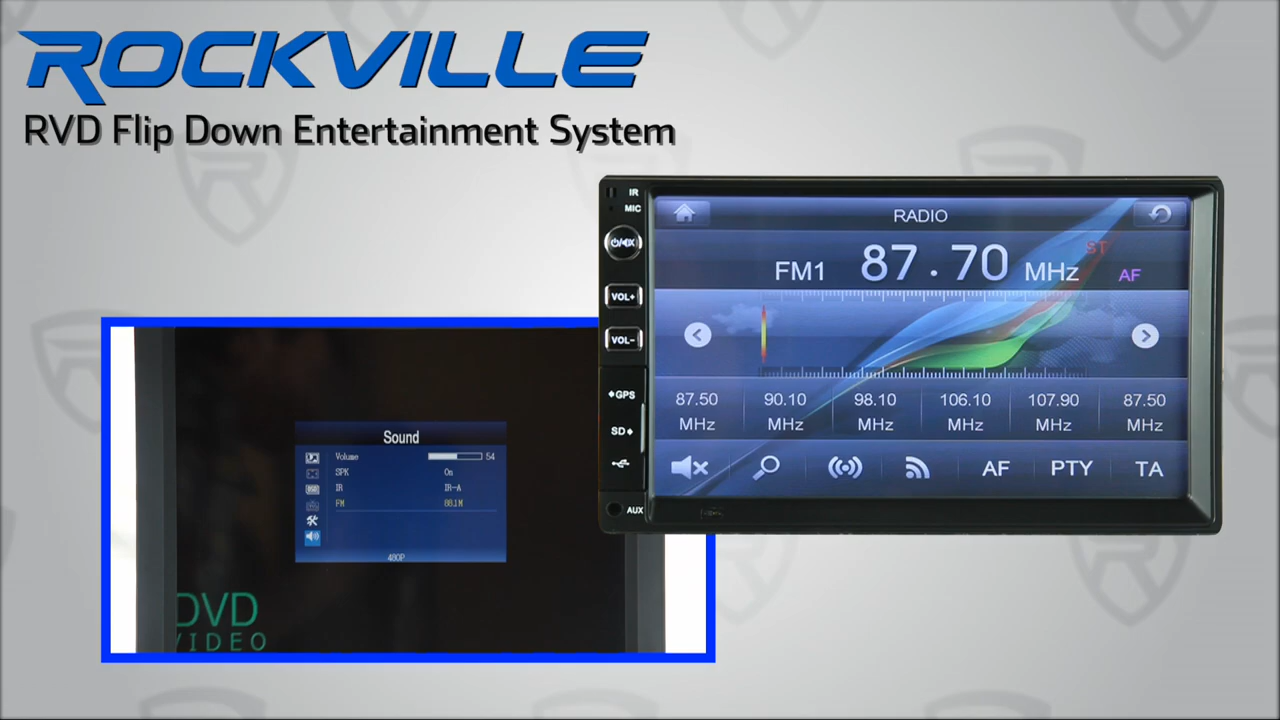 ROCKVILLE
RVD Flip Down Entertainment System
IR
MIC
VOL+
VOL-
GPS
SD
AUX
RADIO
FM1 87.70 MHz
ST
AF
87.50 MHz
90.10 MHz
98.10 MHz
106.10 MHz
107.90 MHz
87.50 MHz
AF PTY TA
Sound
Volume 54
SPK On
IR IR-A
FM 88.1M
480P
DVD
VIDEO